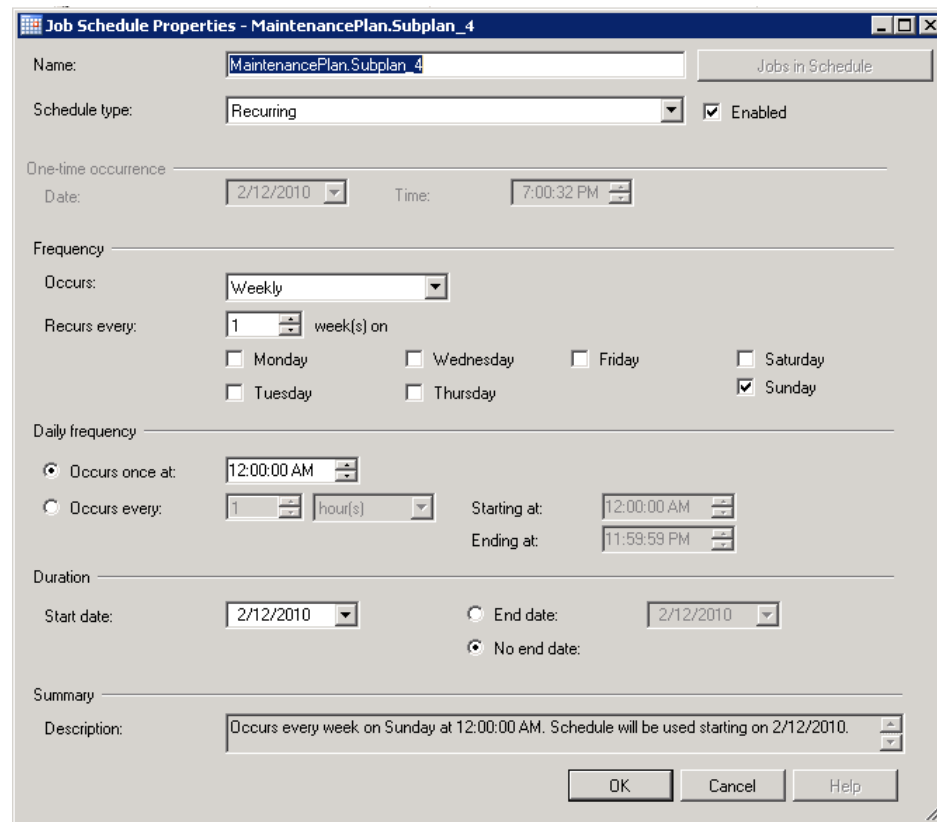 Job Schedule Properties - MaintenancePlan.Subplan_4
Name: MaintenancePlan.Subplan_4 Jobs in Schedule
Schedule type: Recurring Enabled
One-time occurrence
Date: 2/12/2010 Time: 7:00:32 PM
Frequency
Occurs: Weekly
Recurs every: 1 week(s) on
Monday Wednesday Friday Saturday
Tuesday Thursday Sunday
Daily frequency
Occurs once at: 12:00:00 AM
Occurs every: 1 hour(s) Starting at: 12:00:00 AM
Ending at: 11:59:59 PM
Duration
Start date: 2/12/2010 End date: 2/12/2010
No end date:
Summary
Description: Occurs every week on Sunday at 12:00:00 AM. Schedule will be used starting on 2/12/2010.
OK Cancel Help